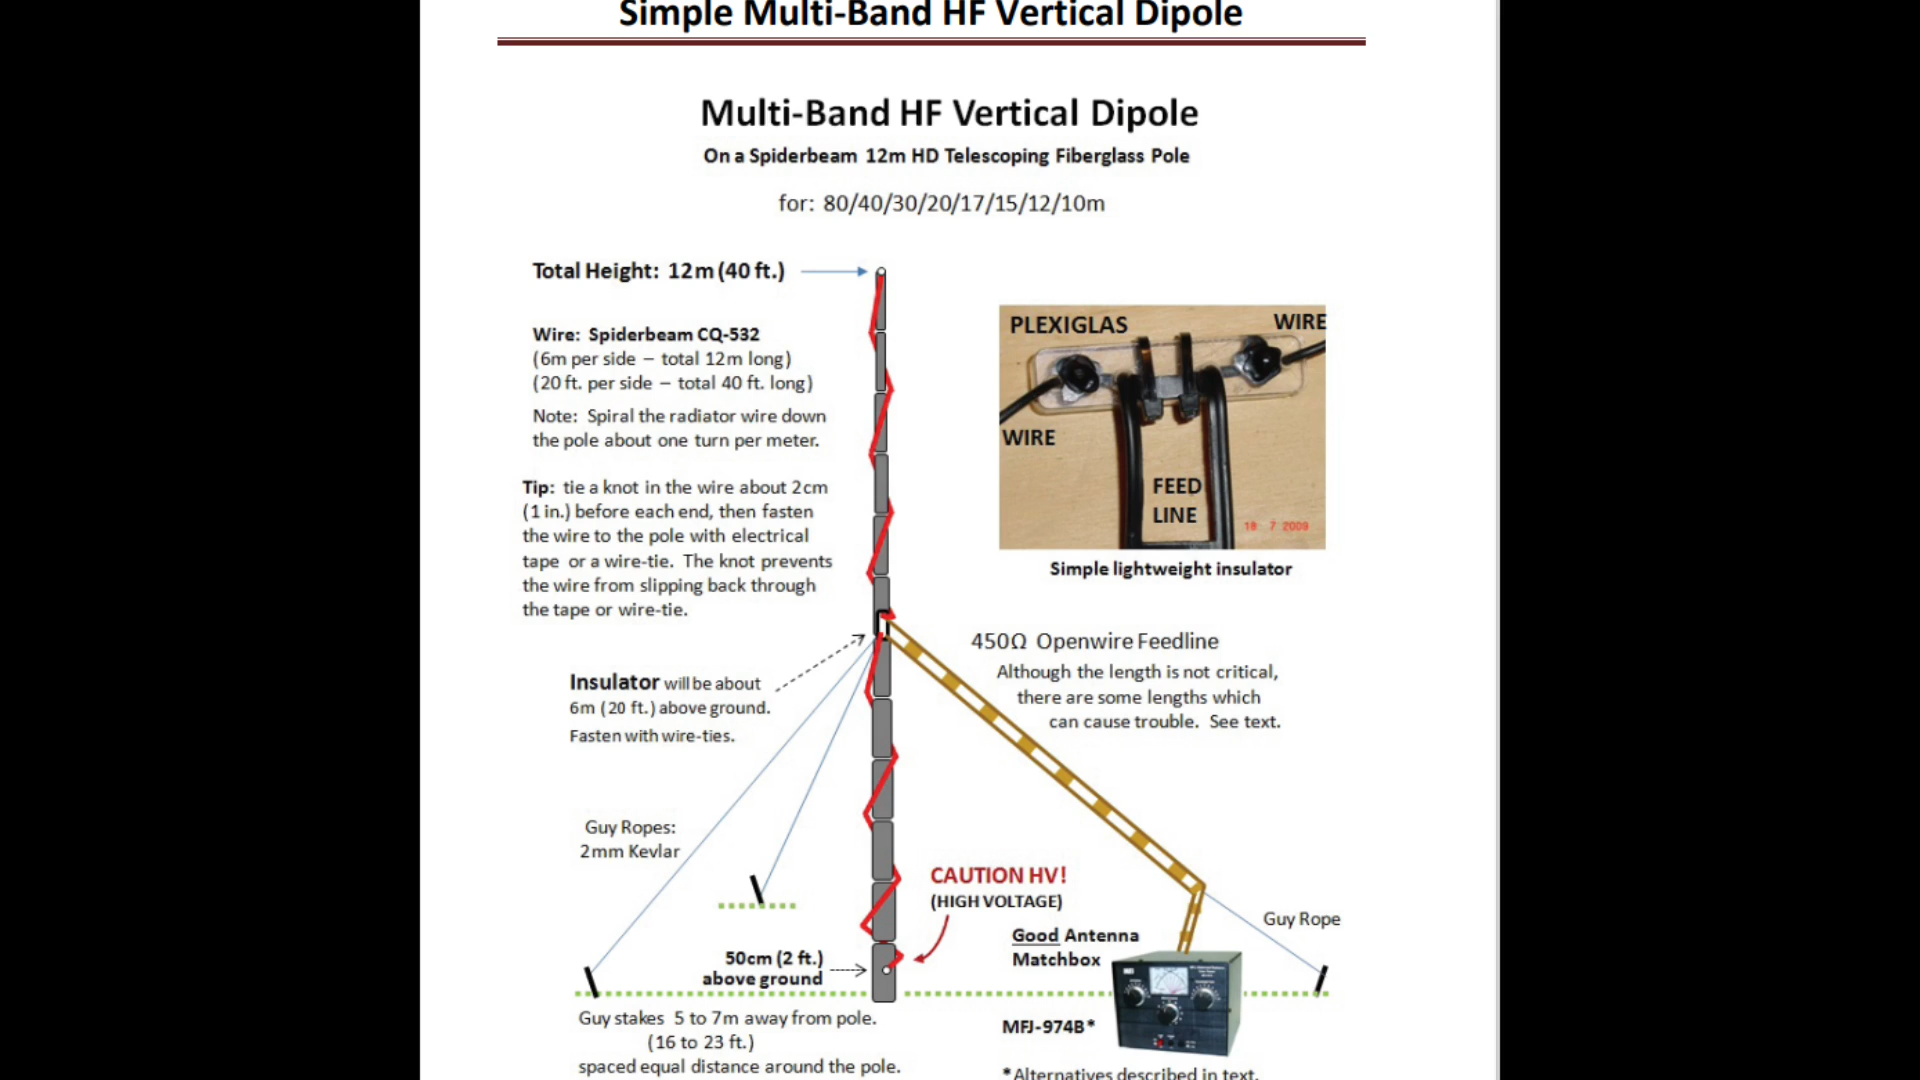 Simple Multi-Band HF Vertical Dipole
Multi-Band HF Vertical Dipole
On a Spiderbeam 12m HD Telescoping Fiberglass Pole
for: 80/40/30/20/17/15/12/10m
Total Height: 12m (40 ft.)
Wire: Spiderbeam CQ-532
(6m per side – total 12m long)
(20 ft. per side – total 40 ft. long)
Note: Spiral the radiator wire down
the pole about one turn per meter.
Tip: tie a knot in the wire about 2cm
(1 in.) before each end, then fasten
the wire to the pole with electrical
tape or a wire-tie. The knot prevents
the wire from slipping back through
the tape or wire-tie.
PLEXIGLAS
WIRE
WIRE
FEED
LINE
18 7 2009
Simple lightweight insulator
450Ω Openwire Feedline
Although the length is not critical,
there are some lengths which
can cause trouble. See text.
Insulator will be about
6m (20 ft.) above ground.
Fasten with wire-ties.
Guy Ropes:
2mm Kevlar
CAUTION HV!
(HIGH VOLTAGE)
Guy Rope
Good Antenna
Matchbox
50cm (2 ft.)
above ground
Guy stakes 5 to 7m away from pole.
(16 to 23 ft.)
spaced equal distance around the pole.
MFJ-974B*
*Alternatives described in text.